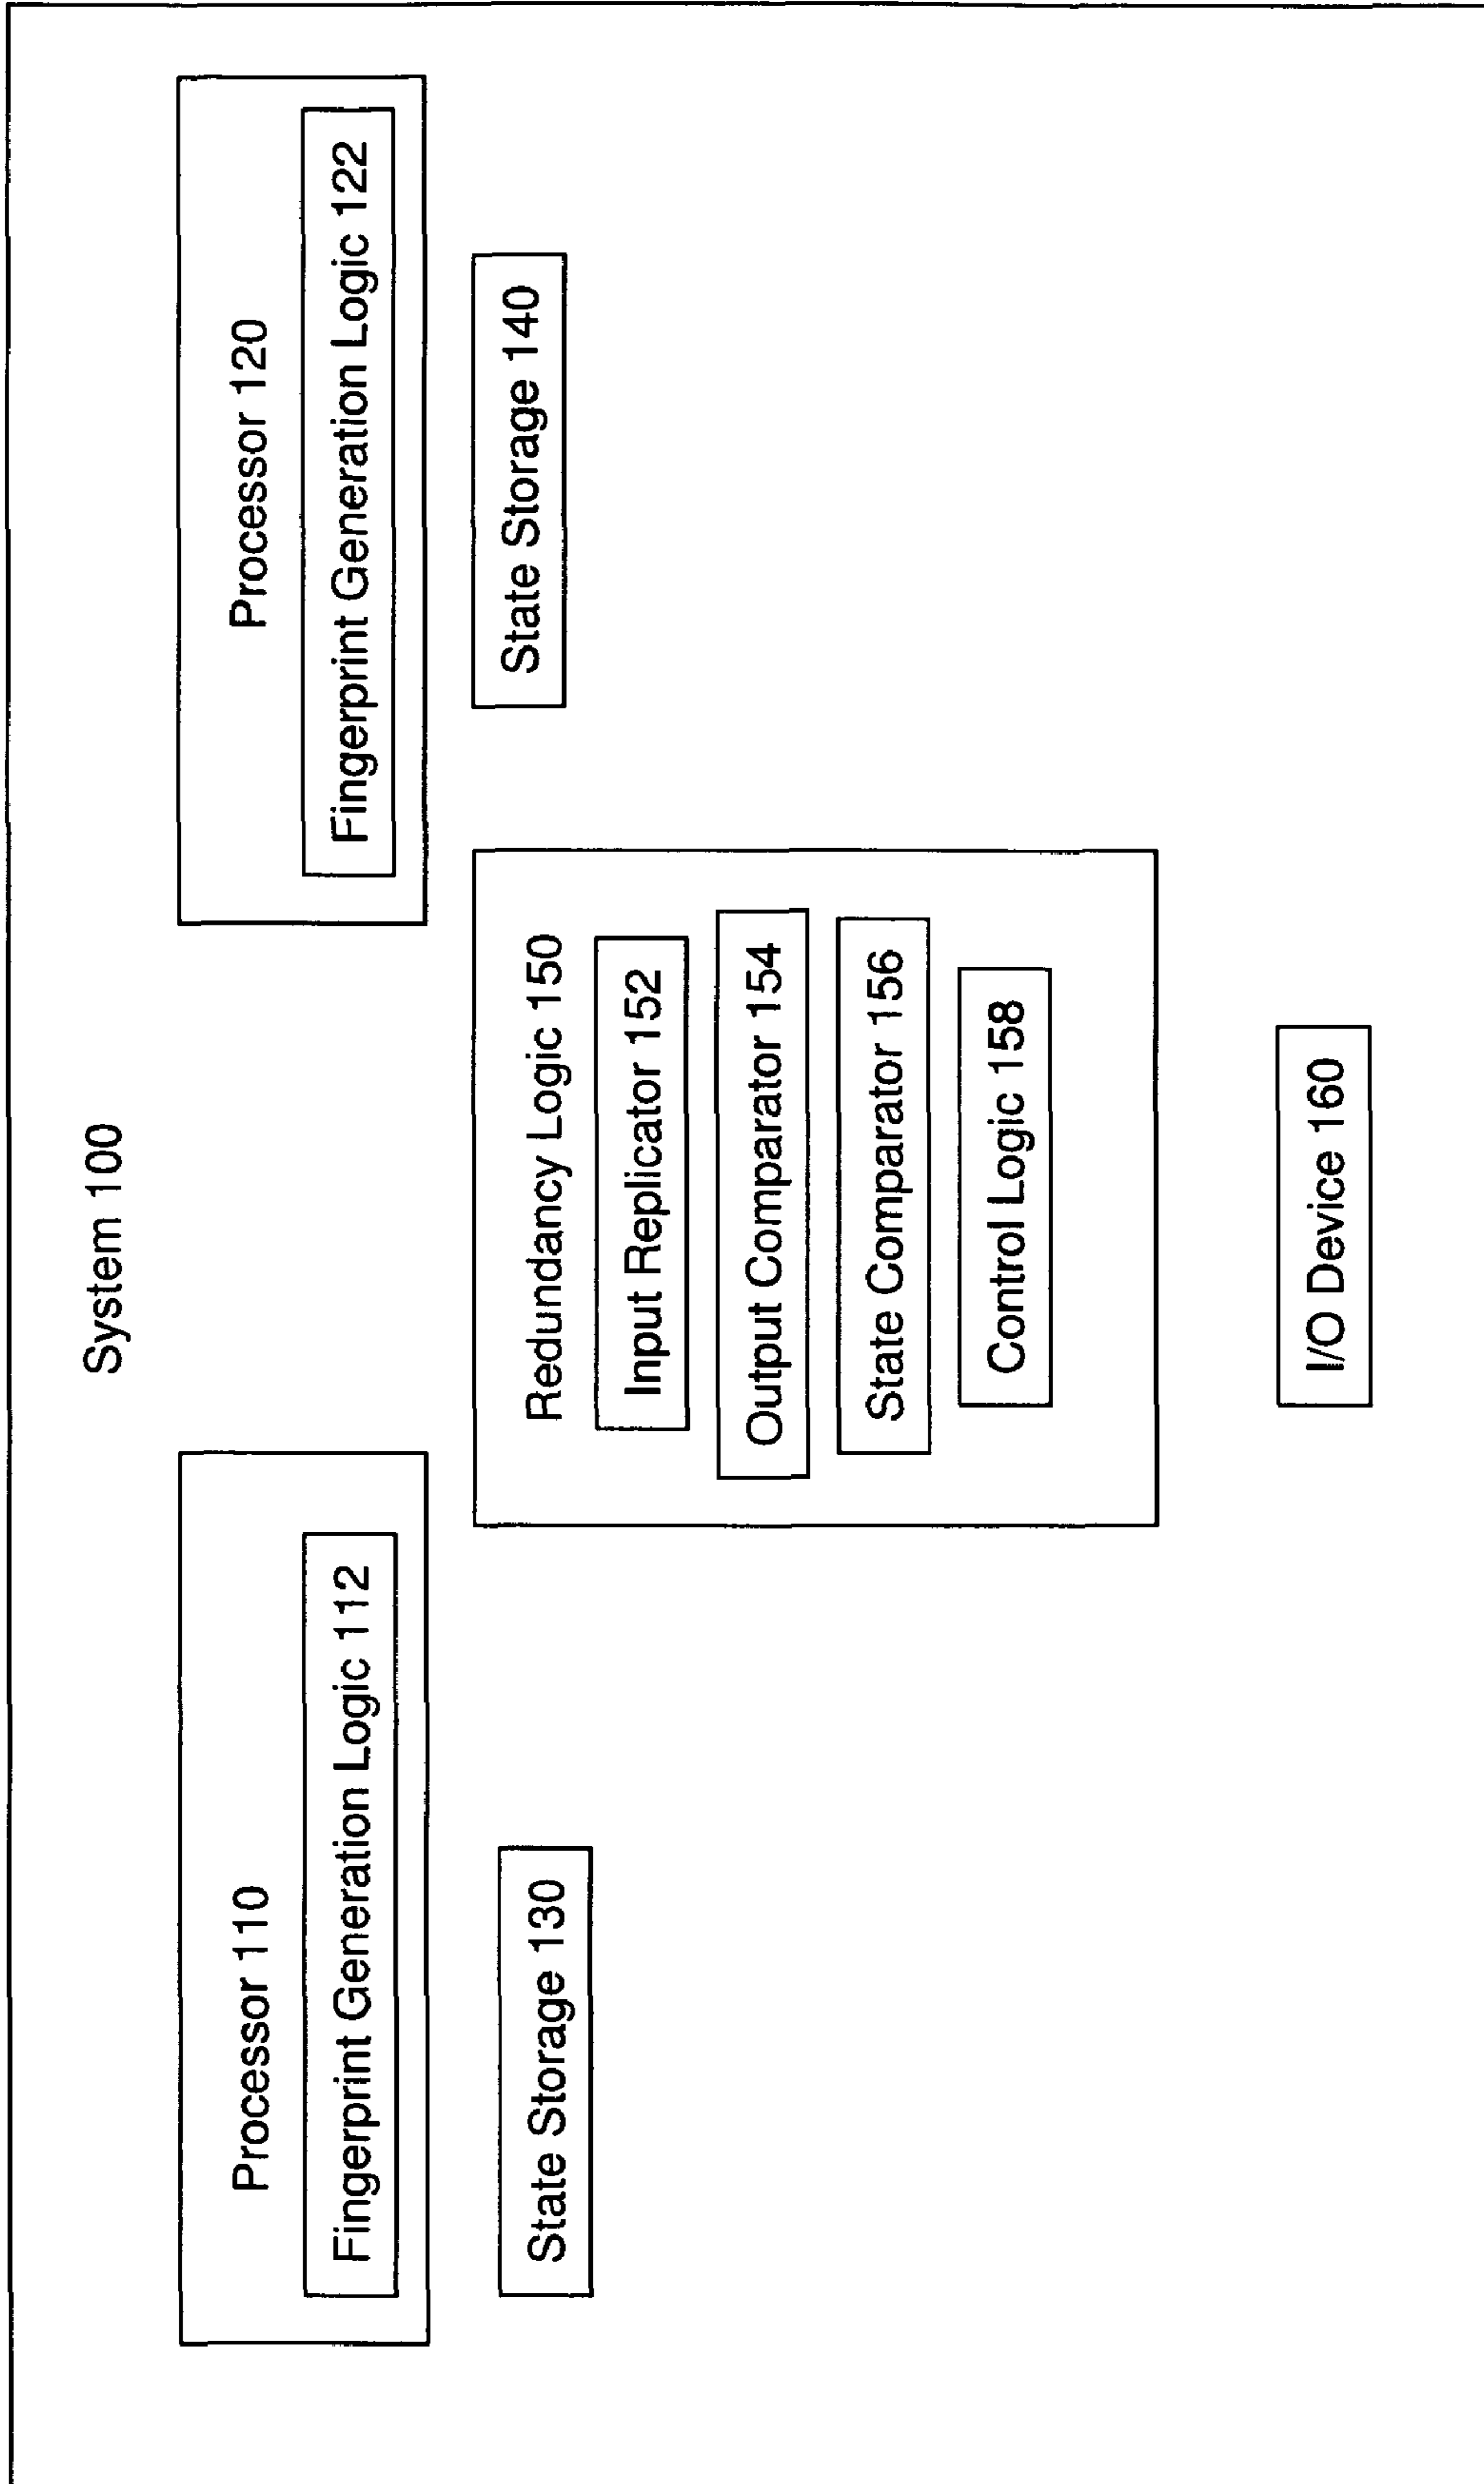 System 100
Processor 110
Fingerprint Generation Logic 112
Processor 120
Fingerprint Generation Logic 122
State Storage 130
Redundancy Logic 150
Input Replicator 152
Output Comparator 154
State Comparator 156
Control Logic 158
State Storage 140
I/O Device 160